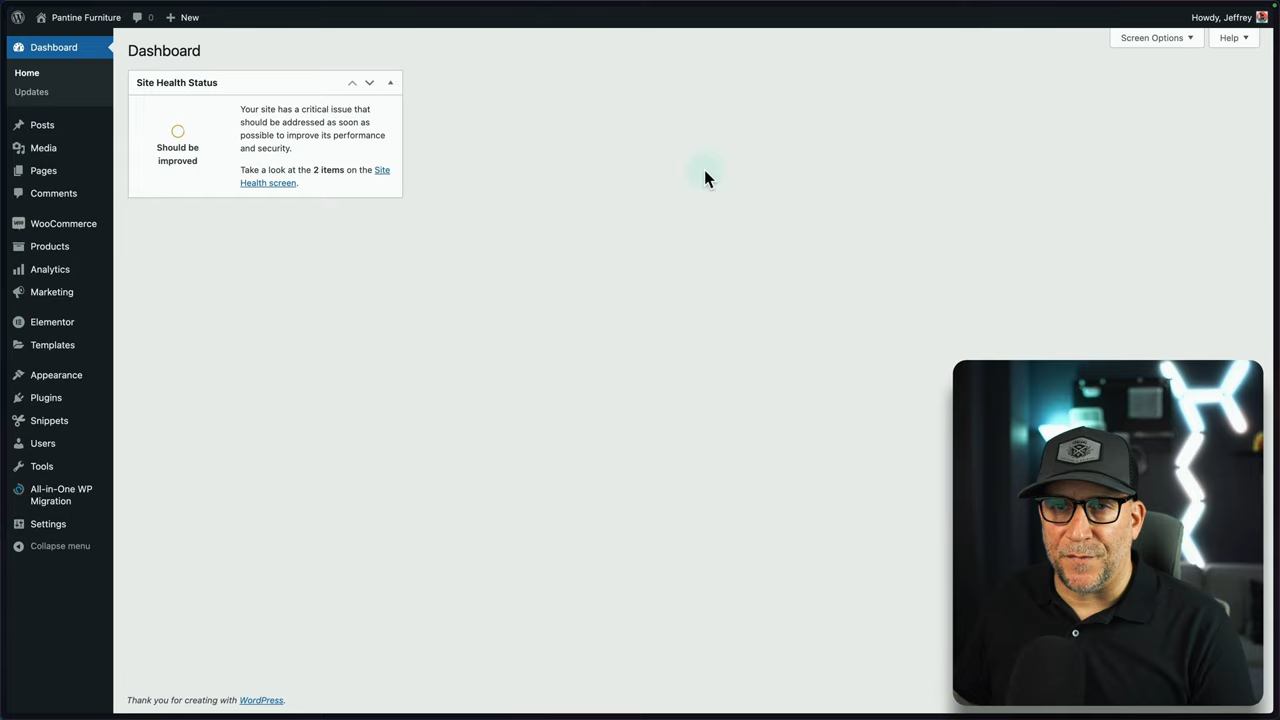 Pantine Furniture
0
New
Howdy, Jeffrey
Dashboard
Home
Updates
Posts
Media
Pages
Comments
WooCommerce
Products
Analytics
Marketing
Elementor
Templates
Appearance
Plugins
Snippets
Users
Tools
All-in-One WP
Migration
Settings
Collapse menu
Dashboard
Screen Options
Help
Site Health Status
Should be
improved
Your site has a critical issue that
should be addressed as soon as
possible to improve its performance
and security.
Take a look at the 2 items on the Site
Health screen.
Thank you for creating with WordPress.